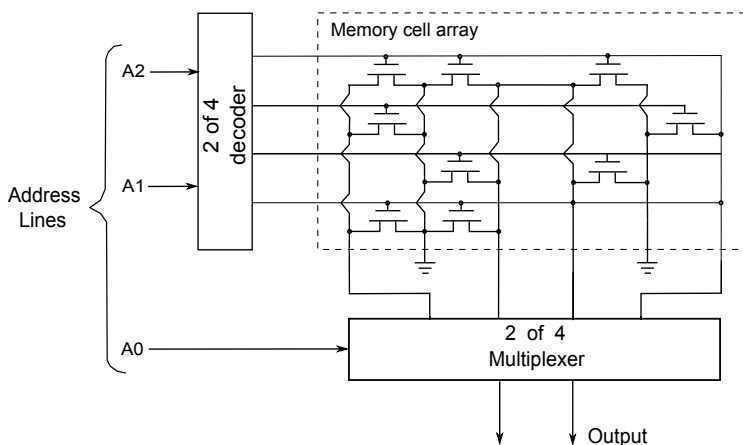 Memory cell array
A2
2 of 4
decoder
A1
Address
Lines
A0
2 of 4
Multiplexer
Output